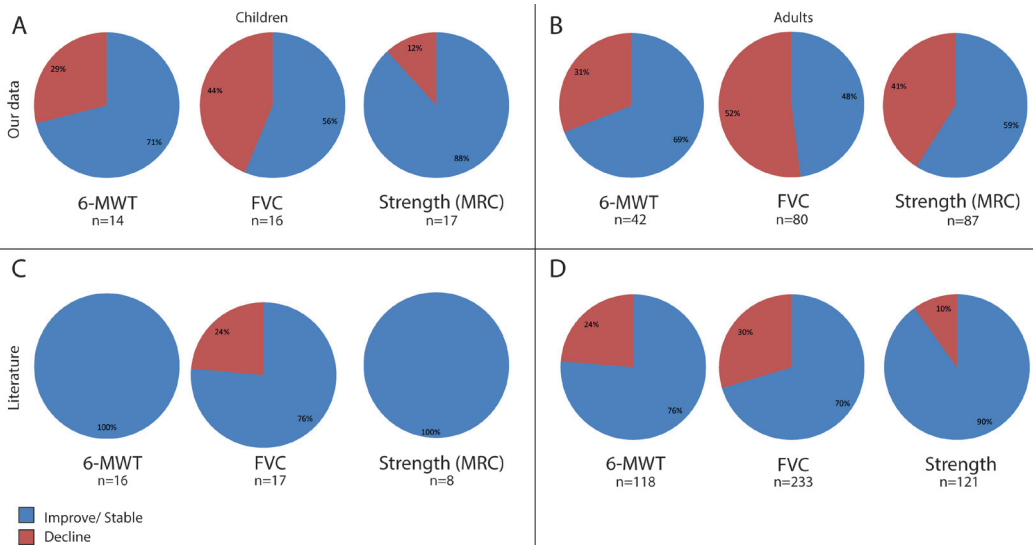 A
Children
B
Adults
Our data
29%
71%
44%
56%
12%
88%
31%
69%
52%
48%
41%
59%
6-MWT
n=14
FVC
n=16
Strength (MRC)
n=17
6-MWT
n=42
FVC
n=80
Strength (MRC)
n=87
C
D
Literature
100%
24%
76%
100%
24%
76%
30%
70%
10%
90%
6-MWT
n=16
FVC
n=17
Strength (MRC)
n=8
6-MWT
n=118
FVC
n=233
Strength
n=121
Improve/ Stable
Decline